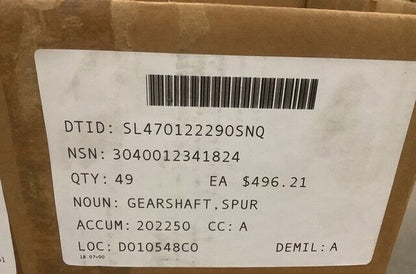 DTID: SL470122290SNQ
NSN: 3040012341824
QTY: 49 EA $496.21
NOUN: GEARSHAFT,SPUR
ACCUM: 202250 CC: A
LOC: D010548C0 DEMIL: A